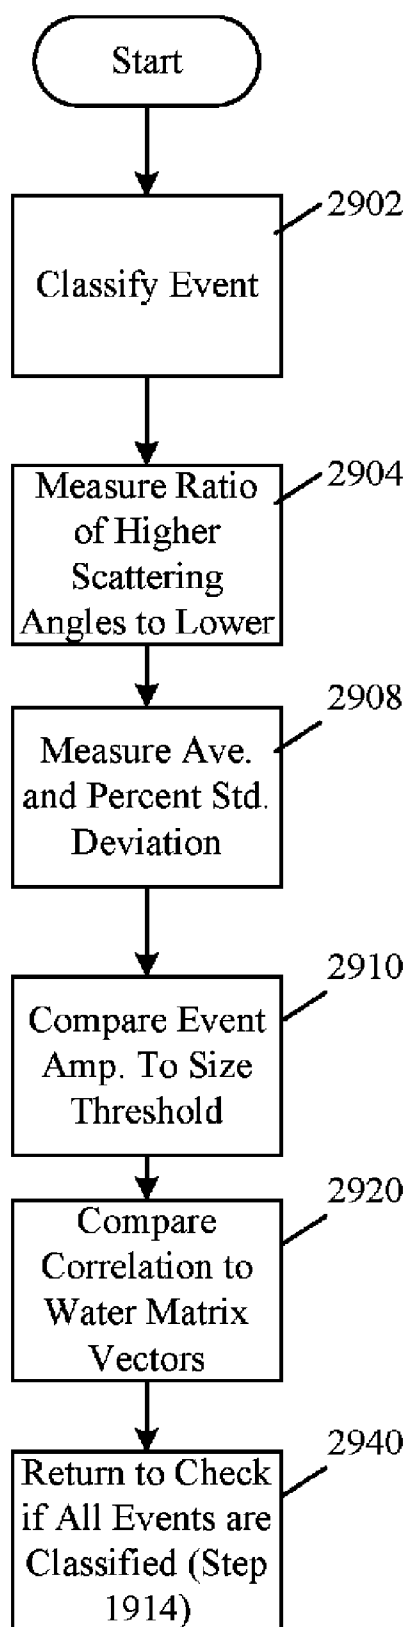 Start
2902
Classify Event
2904
Measure Ratio
of Higher
Scattering
Angles to Lower
2908
Measure Ave.
and Percent Std.
Deviation
2910
Compare Event
Amp. To Size
Threshold
2920
Compare
Correlation to
Water Matrix
Vectors
2940
Return to Check
if All Events are
Classified (Step
1914)